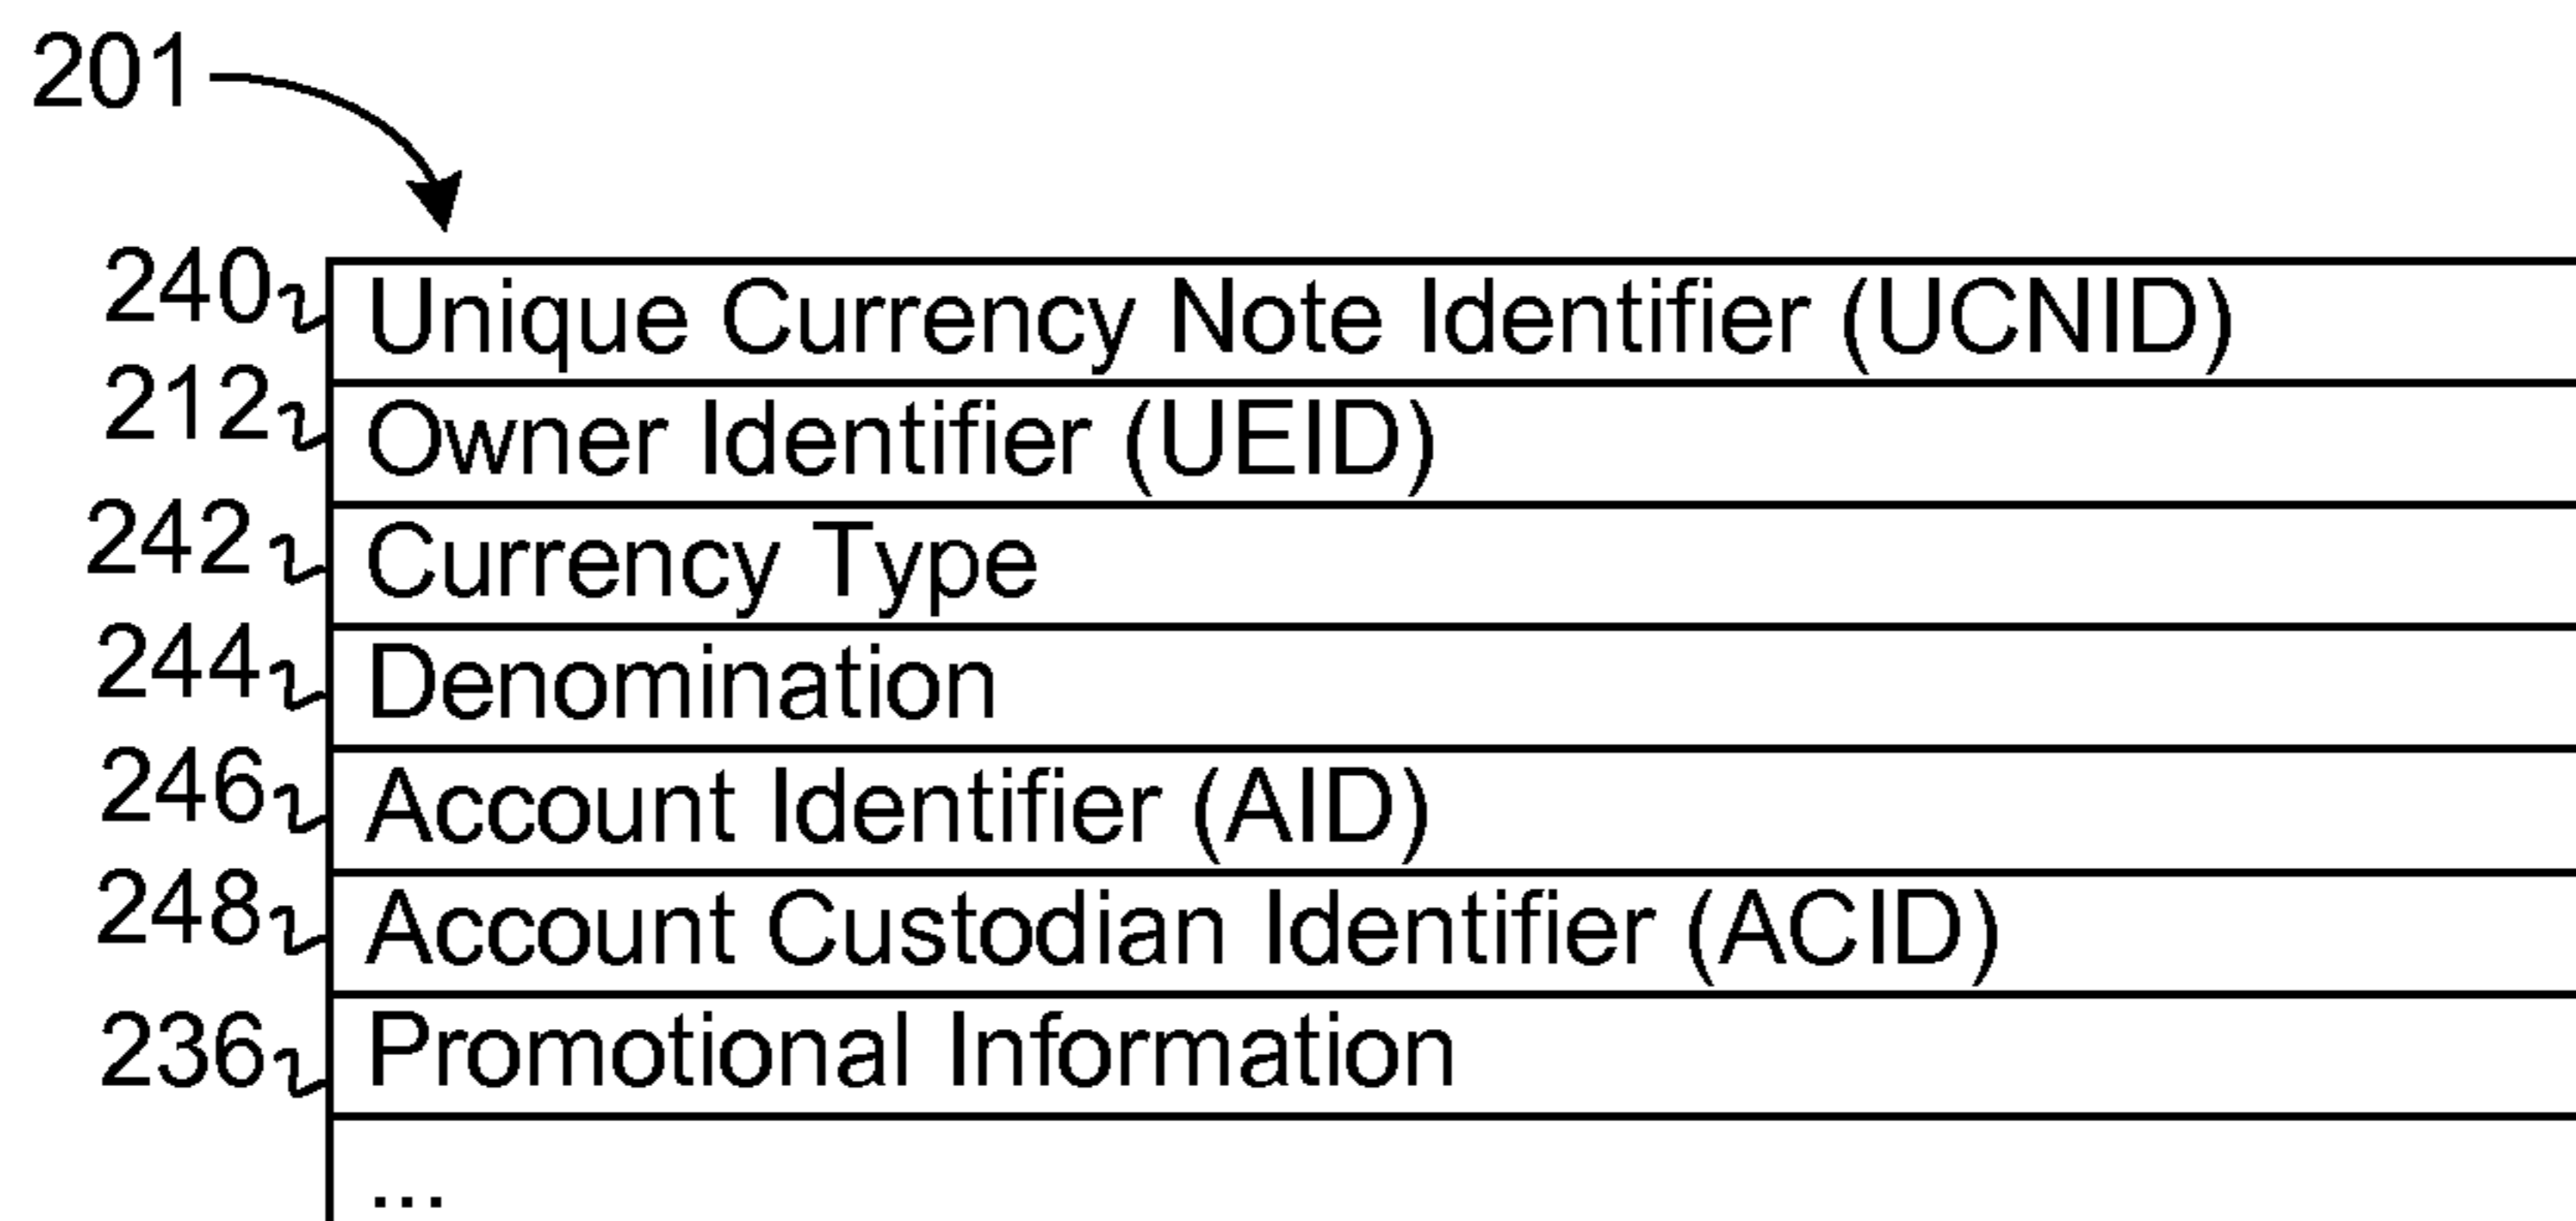 201
240 Unique Currency Note Identifier (UCNID)
212 Owner Identifier (UEID)
242 Currency Type
244 Denomination
246 Account Identifier (AID)
248 Account Custodian Identifier (ACID)
236 Promotional Information
...